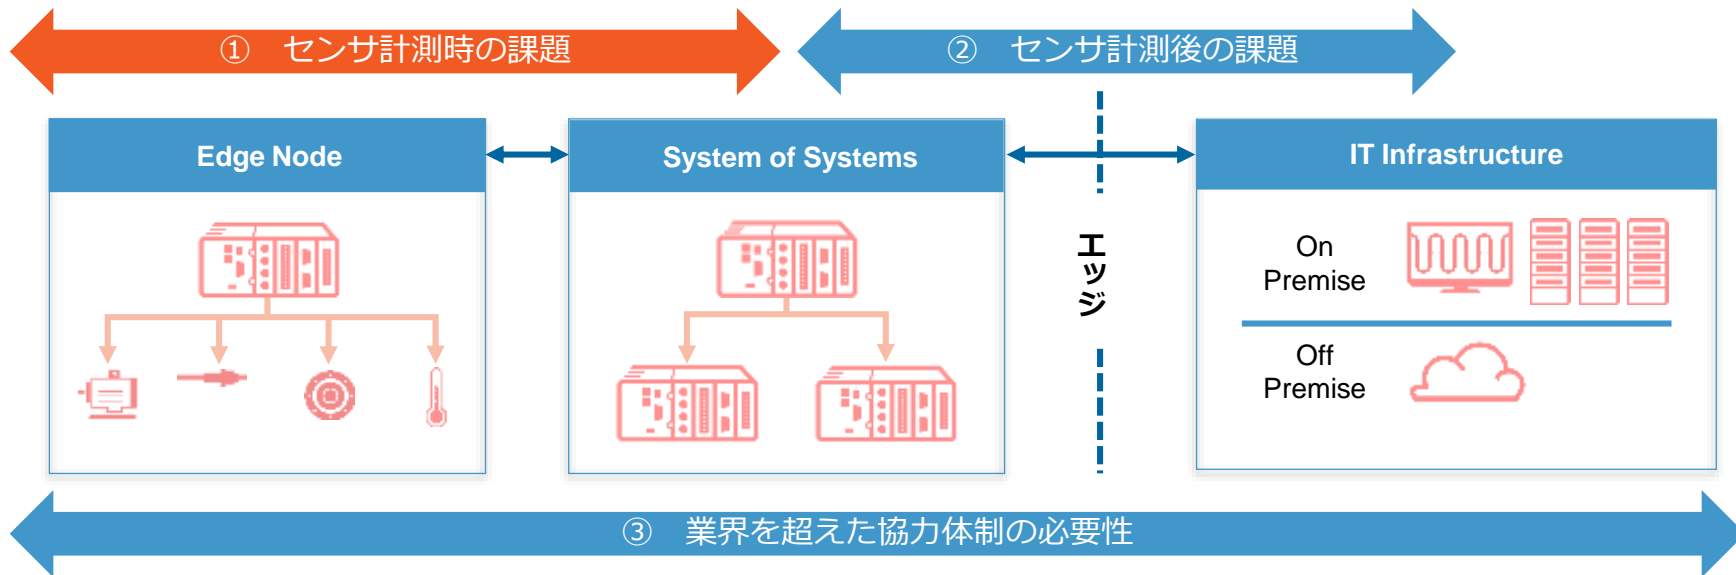 ① センサ計測時の課題
② センサ計測後の課題
Edge Node
System of Systems
IT Infrastructure
エッジ
On
Premise
Off
Premise
③ 業界を超えた協力体制の必要性